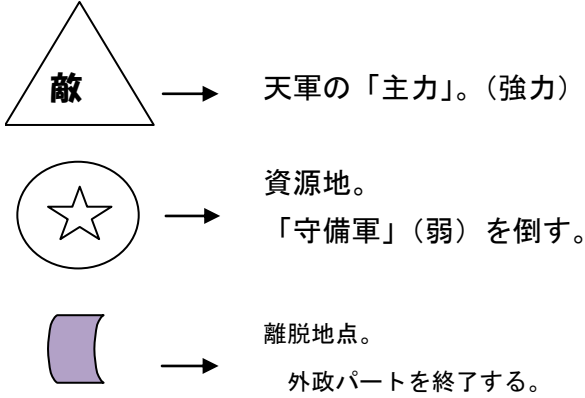 敵
天軍の「主力」。（強力）
資源地。
「守備軍」（弱）を倒す。
離脱地点。
外政パートを終了する。